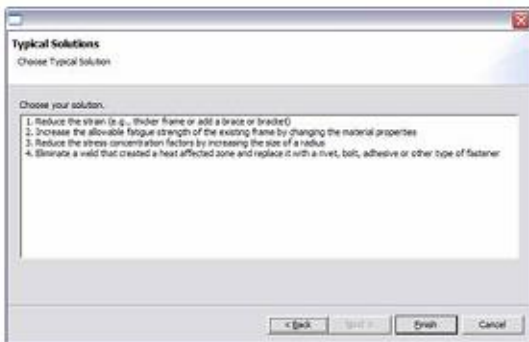 Typical Solutions
Choose Typical Solution
Choose your solution.
1. Reduce the strain (e.g., thicker frame or add a brace or bracket)
2. Increase the allowable fatigue strength of the existing frame by changing the material properties
3. Reduce the stress concentration factors by increasing the size of a radius
4. Eliminate a weld that created a heat affected zone and replace it with a rivet, bolt, adhesive or other type of fastener
< Back Next > Finish Cancel